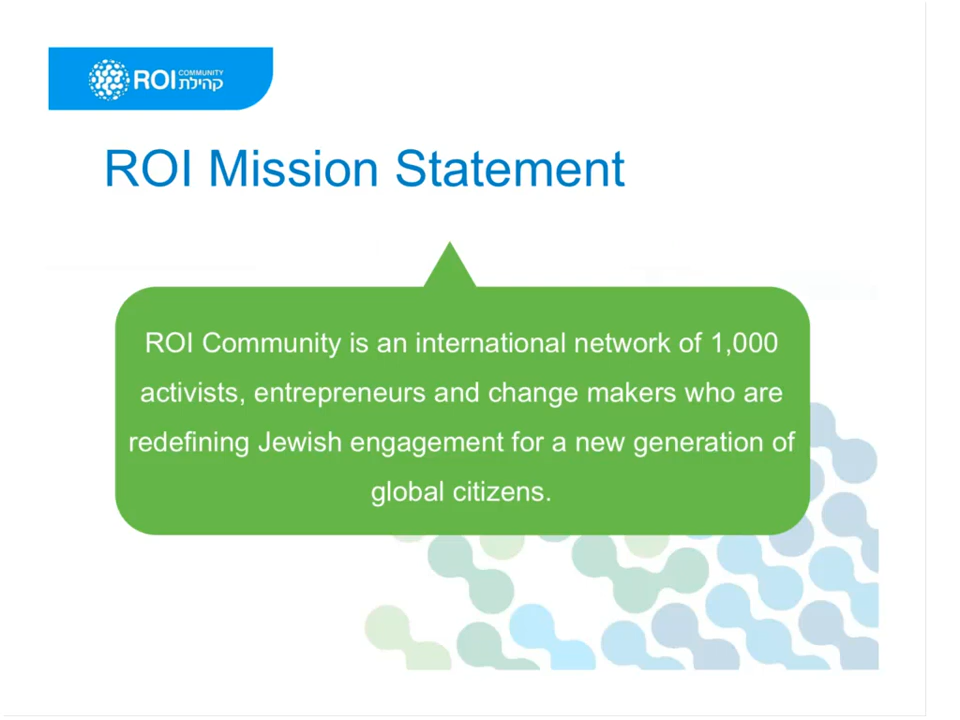 ROI COMMUNITY
קהילת
ROI Mission Statement
ROI Community is an international network of 1,000
activists, entrepreneurs and change makers who are
redefining Jewish engagement for a new generation of
global citizens.